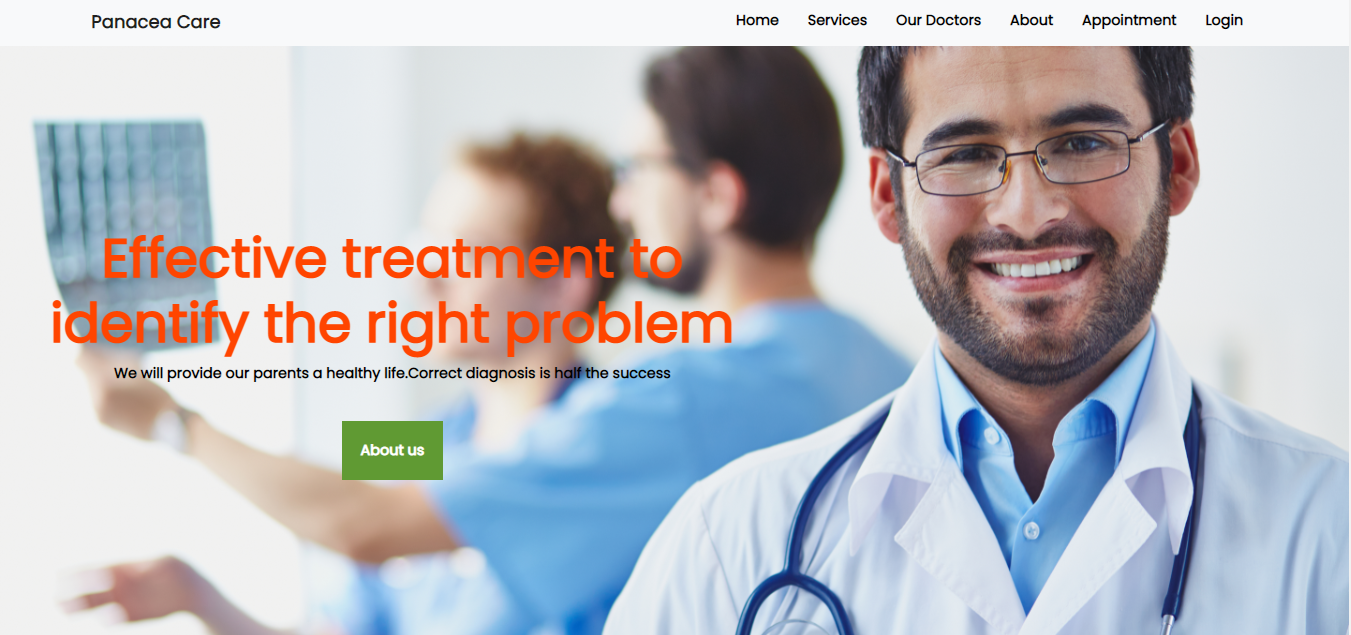 Panacea Care
Home Services Our Doctors About Appointment Login
Effective treatment to
identify the right problem
We will provide our parents a healthy life.Correct diagnosis is half the success
About us